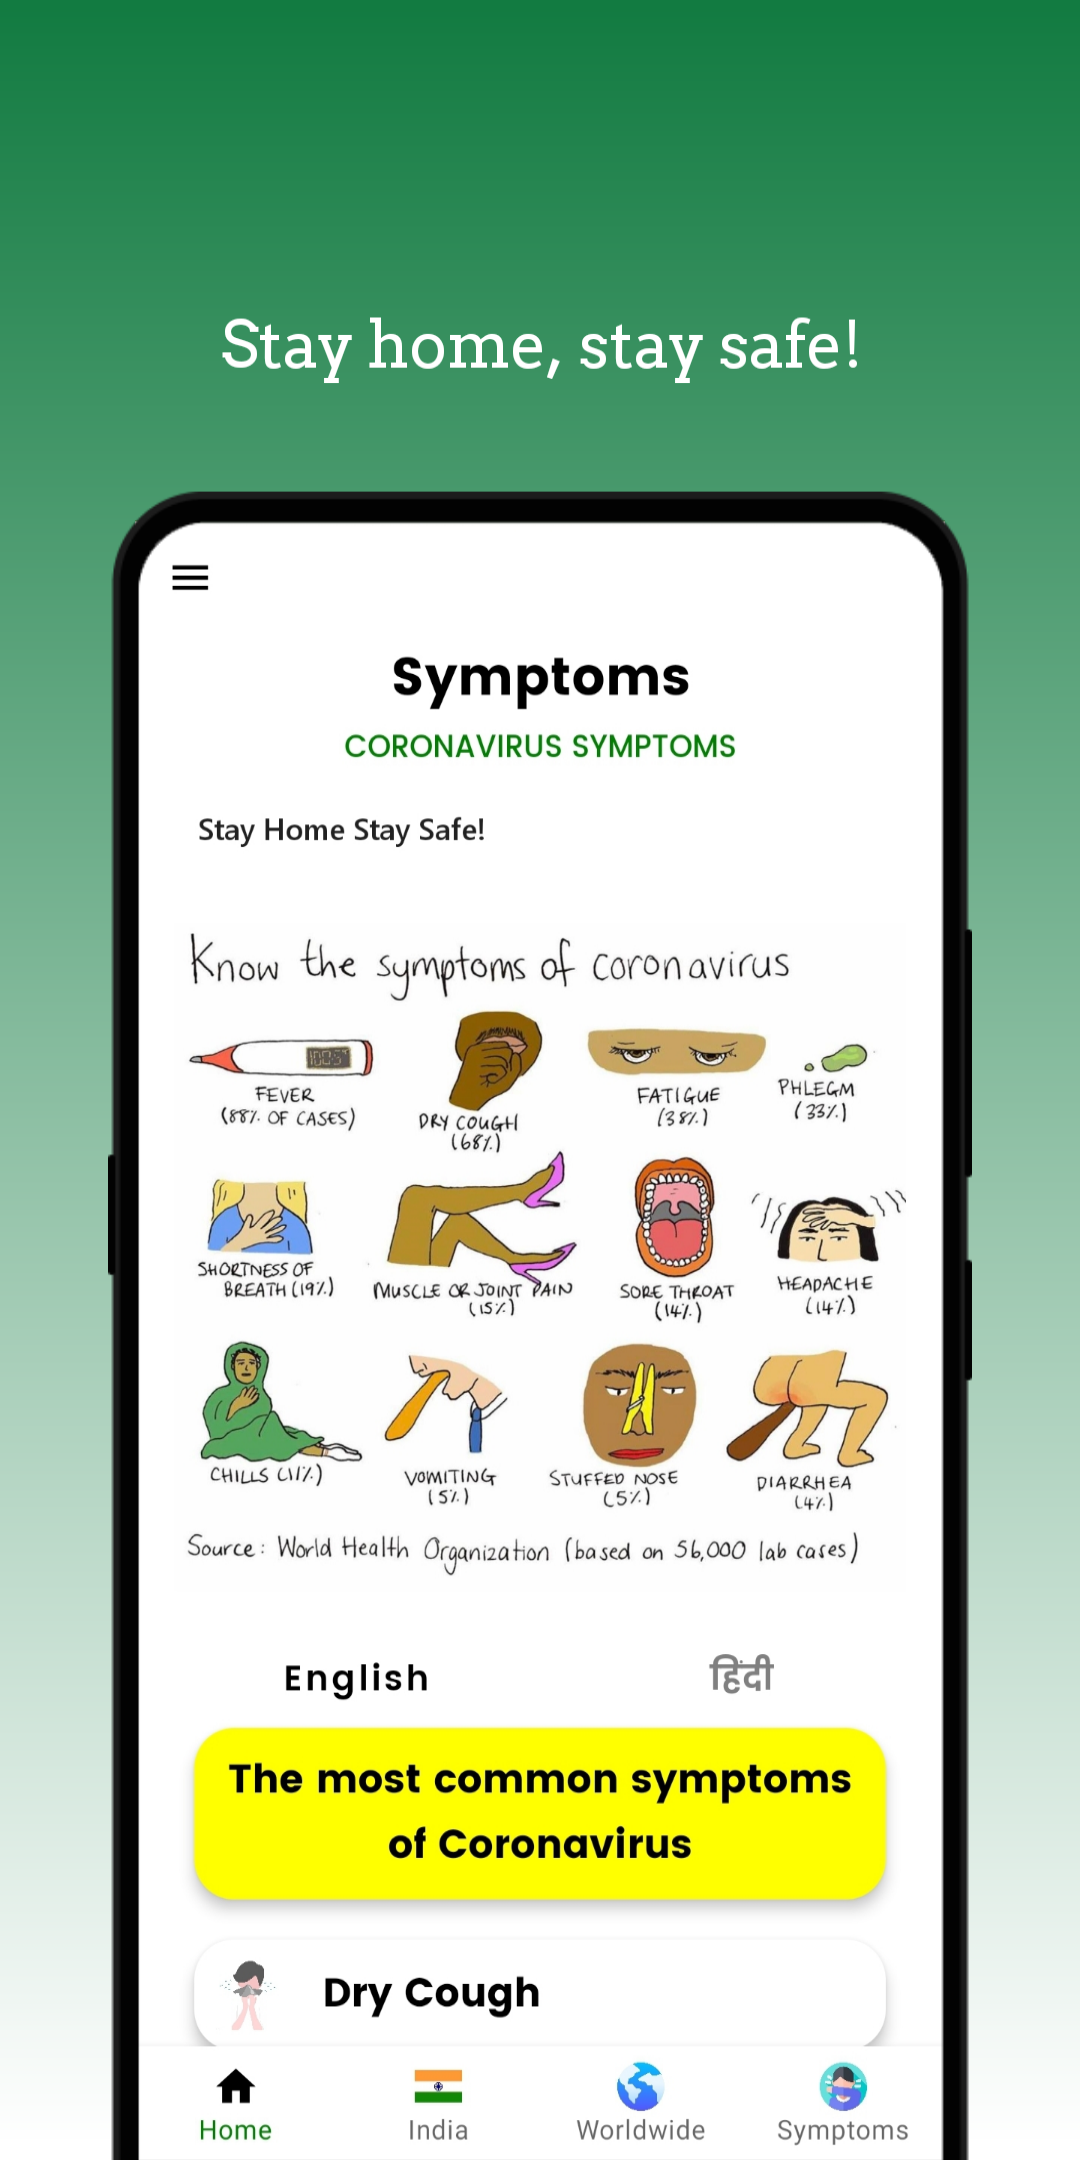 Stay home, stay safe!
Symptoms
CORONAVIRUS SYMPTOMS
Stay Home Stay Safe!
Know the symptoms of coronavirus
100.5°
FEVER
(88% OF CASES)
DRY COUGH
(68%)
FATIGUE
(38%)
PHLEGM
(33%)
SHORTNESS OF
BREATH (19%)
MUSCLE OR JOINT PAIN
(15%)
SORE THROAT
(14%)
HEADACHE
(14%)
CHILLS (11%)
VOMITING
(5%)
STUFFED NOSE
(5%)
DIARRHEA
(4%)
Source: World Health Organization (based on 56,000 lab cases)
English
हिंदी
The most common symptoms
of Coronavirus
Dry Cough
Home
India
Worldwide
Symptoms